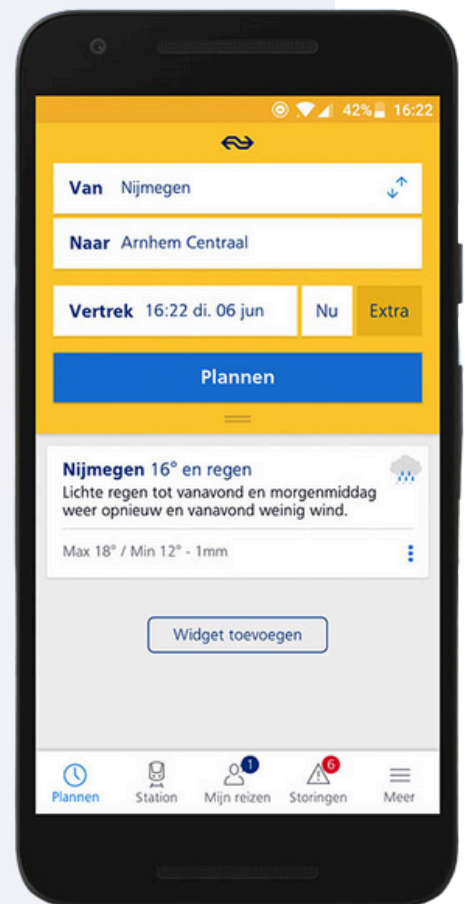 42% 16:22
Van Nijmegen
Naar Arnhem Centraal
Vertrek 16:22 di. 06 jun Nu Extra
Plannen
Nijmegen 16° en regen
Lichte regen tot vanavond en morgenmiddag
weer opnieuw en vanavond weinig wind.
Max 18° / Min 12° - 1mm
Widget toevoegen
1 6
Plannen Station Mijn reizen Storingen Meer